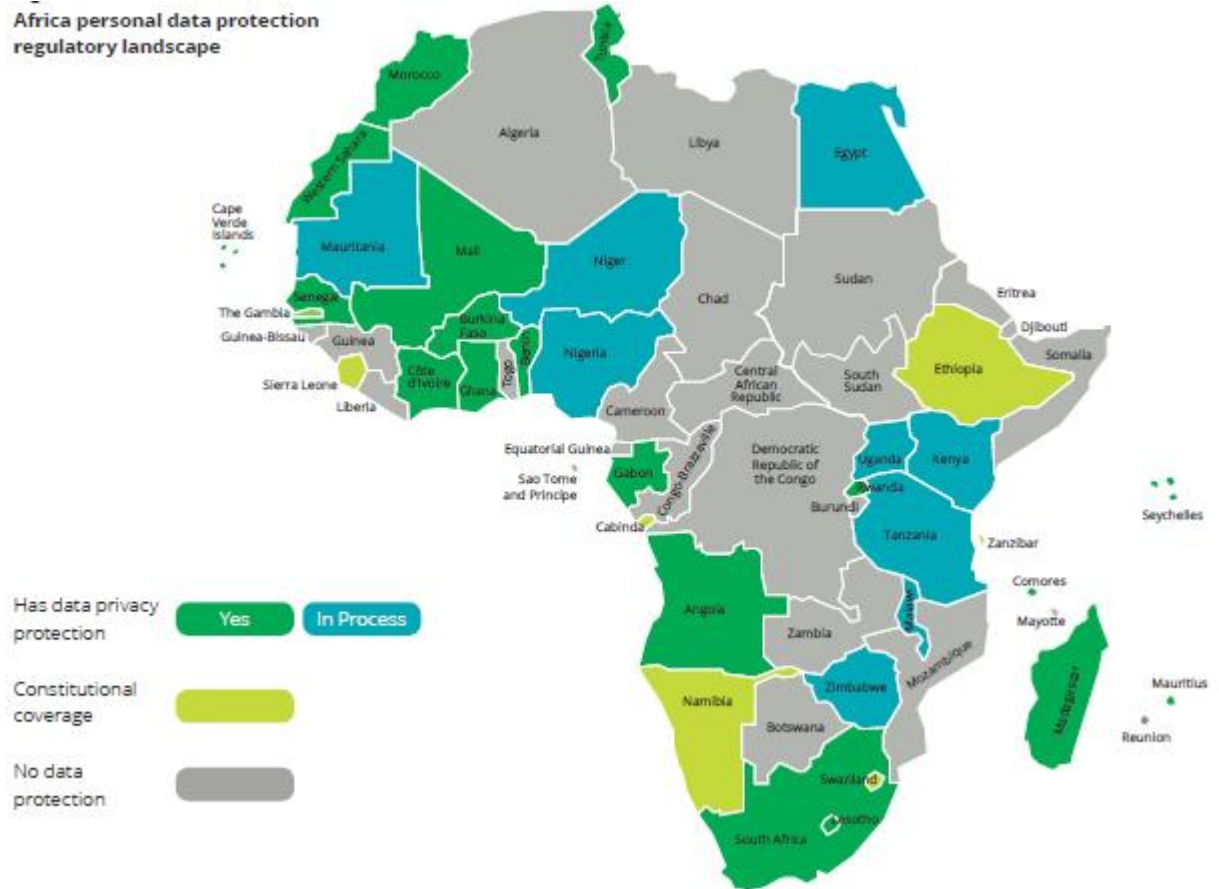 Africa personal data protection
regulatory landscape
Tunisia
Morocco
Algeria
Libya
Egypt
Western Sahara
Cape
Verde
Islands
Mauritania
Mali
Niger
Chad
Sudan
Eritrea
Senegal
The Gambia
Guinea-Bissau
Guinea
Burkina
Faso
Benin
Nigeria
Djibouti
Somalia
Sierra Leone
Liberia
Côte
d'Ivoire
Ghana
Togo
Cameroon
Central
African
Republic
South
Sudan
Ethiopia
Equatorial Guinea
Sao Tome
and Principe
Gabon
Congo-Brazzaville
Democratic
Republic of
the Congo
Uganda
Kenya
Rwanda
Burundi
Cabinda
Tanzania
Seychelles
Zanzibar
Comores
Mayotte
Angola
Zambia
Malawi
Mozambique
Madagascar
Mauritius
Reunion
Namibia
Zimbabwe
Botswana
Swaziland
Lesotho
South Africa
Has data privacy
protection
Yes
In Process
Constitutional
coverage
No data
protection